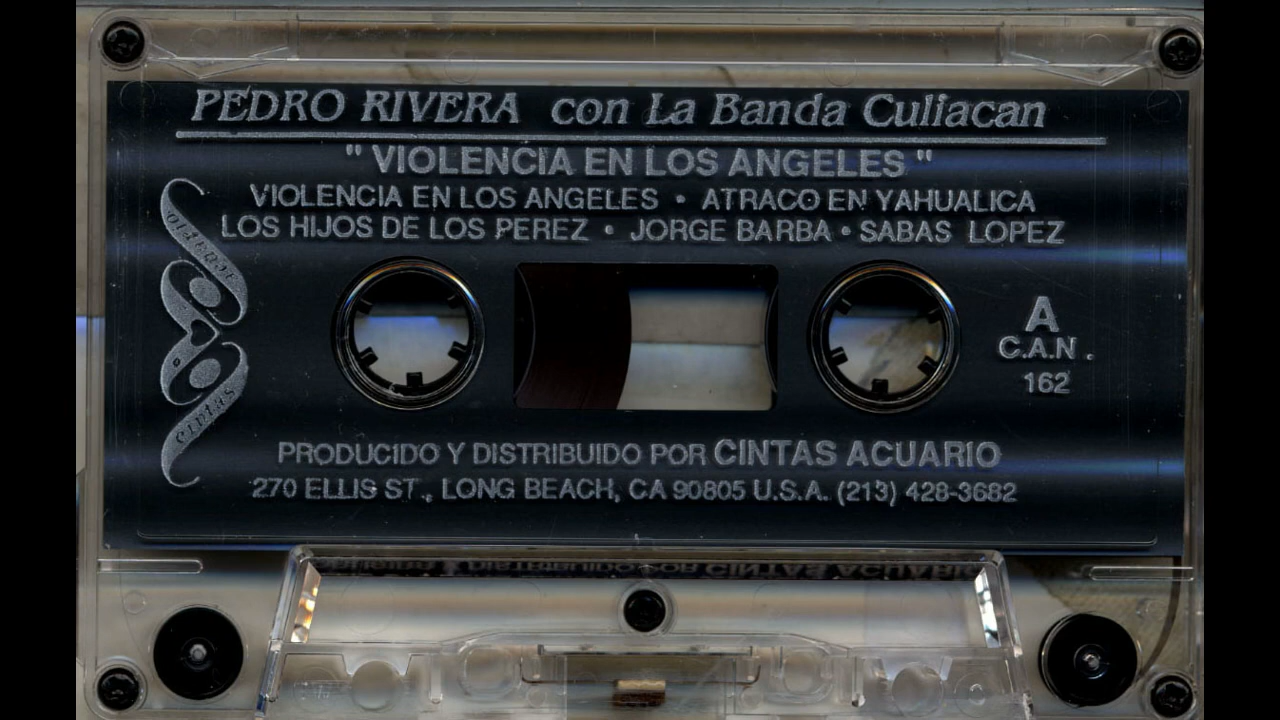 PEDRO RIVERA con La Banda Culiacan
" VIOLENCIA EN LOS ANGELES "
VIOLENCIA EN LOS ANGELES • ATRACO EN YAHUALICA
LOS HIJOS DE LOS PEREZ • JORGE BARBA • SABAS LOPEZ
ACUARIO
CINTAS
A
C.A.N.
162
PRODUCIDO Y DISTRIBUIDO POR CINTAS ACUARIO
270 ELLIS ST., LONG BEACH, CA 90805 U.S.A. (213) 428-3682